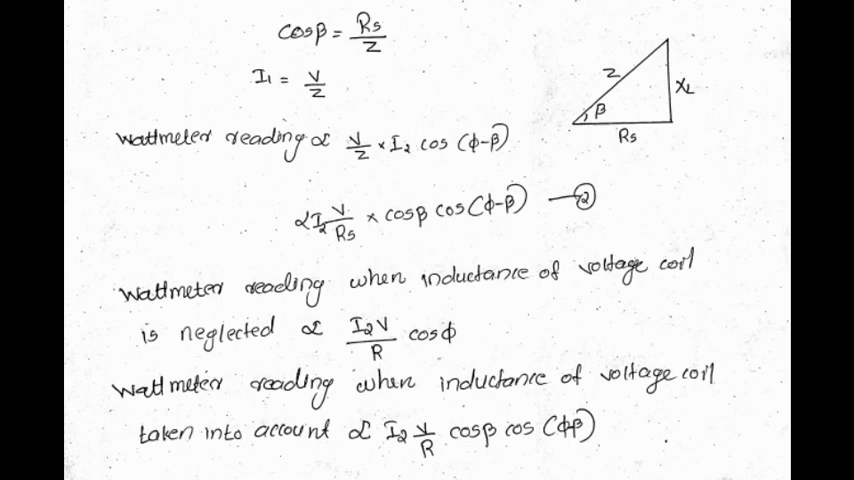 cosβ = Rs/Z
I1 = V/Z
Z
XL
β
Rs
Wattmeter reading ∝ V/Z × I2 cos (ϕ-β)
∝ I2 V/Rs × cosβ cos(ϕ-β) — ②
Wattmeter reading when inductance of voltage coil
is neglected ∝ I2V/R cosϕ
Wattmeter reading when inductance of voltage coil
taken into account ∝ I2 V/R cosβ cos (ϕβ)